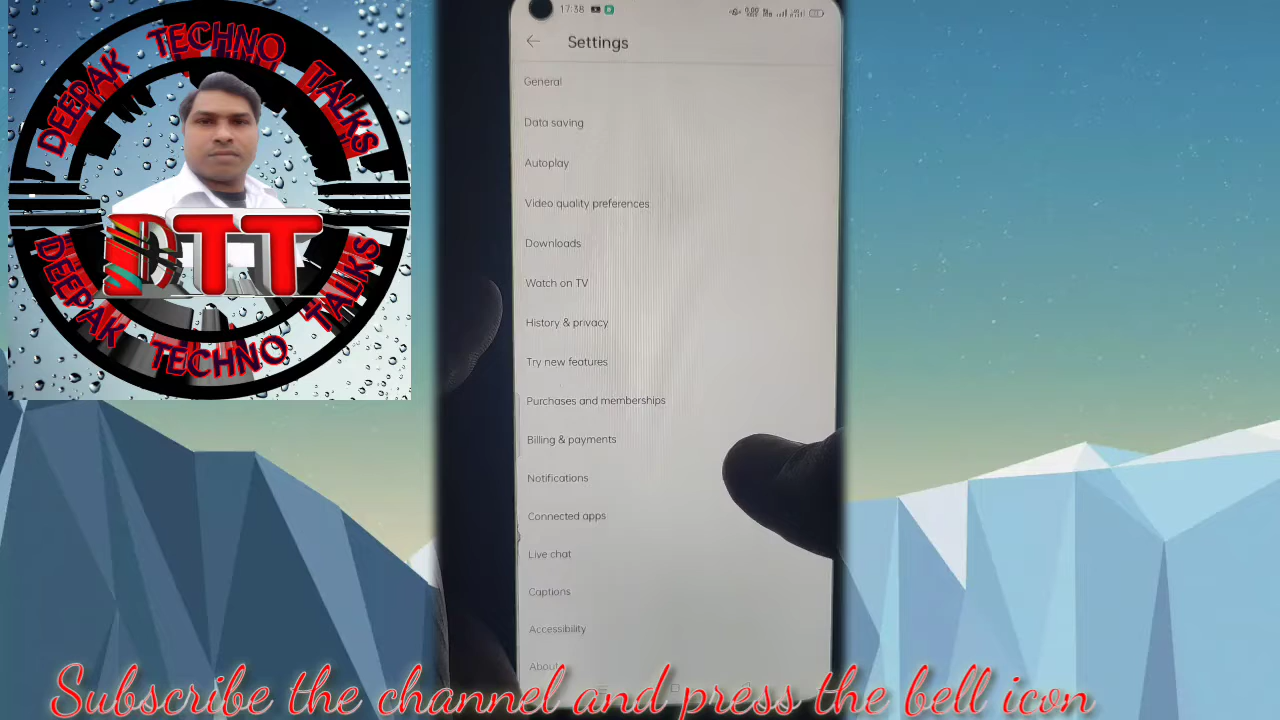 DEEPAK TECHNO TALKS
DTT
DEEPAK TECHNO TALKS
17:38
Settings
General
Data saving
Autoplay
Video quality preferences
Downloads
Watch on TV
History & privacy
Try new features
Purchases and memberships
Billing & payments
Notifications
Connected apps
Live chat
Captions
Accessibility
About
Subscribe the channel and press the bell icon